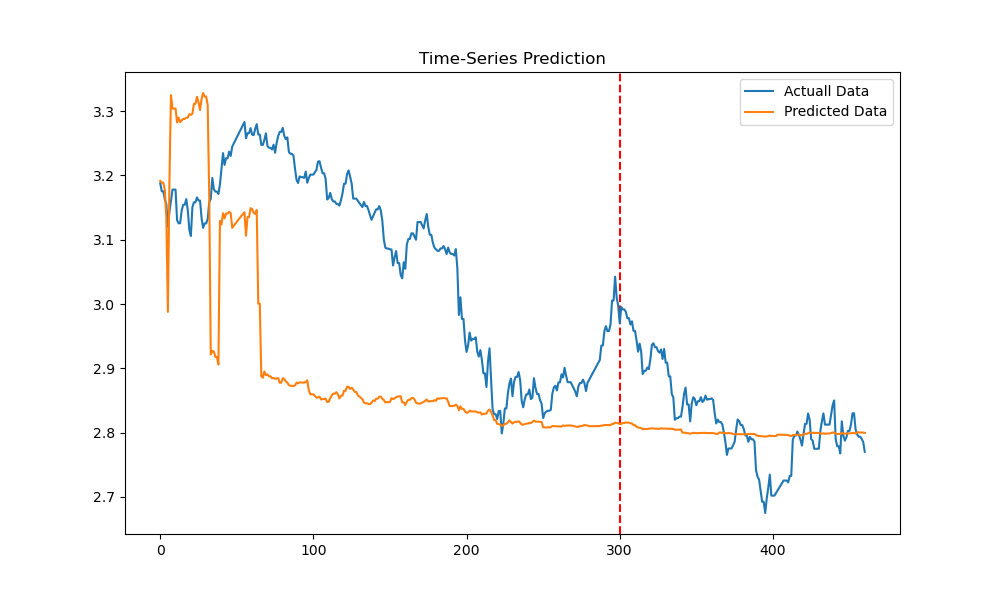 Time-Series Prediction
Actuall Data
Predicted Data
3.3
3.2
3.1
3.0
2.9
2.8
2.7
0 100 200 300 400